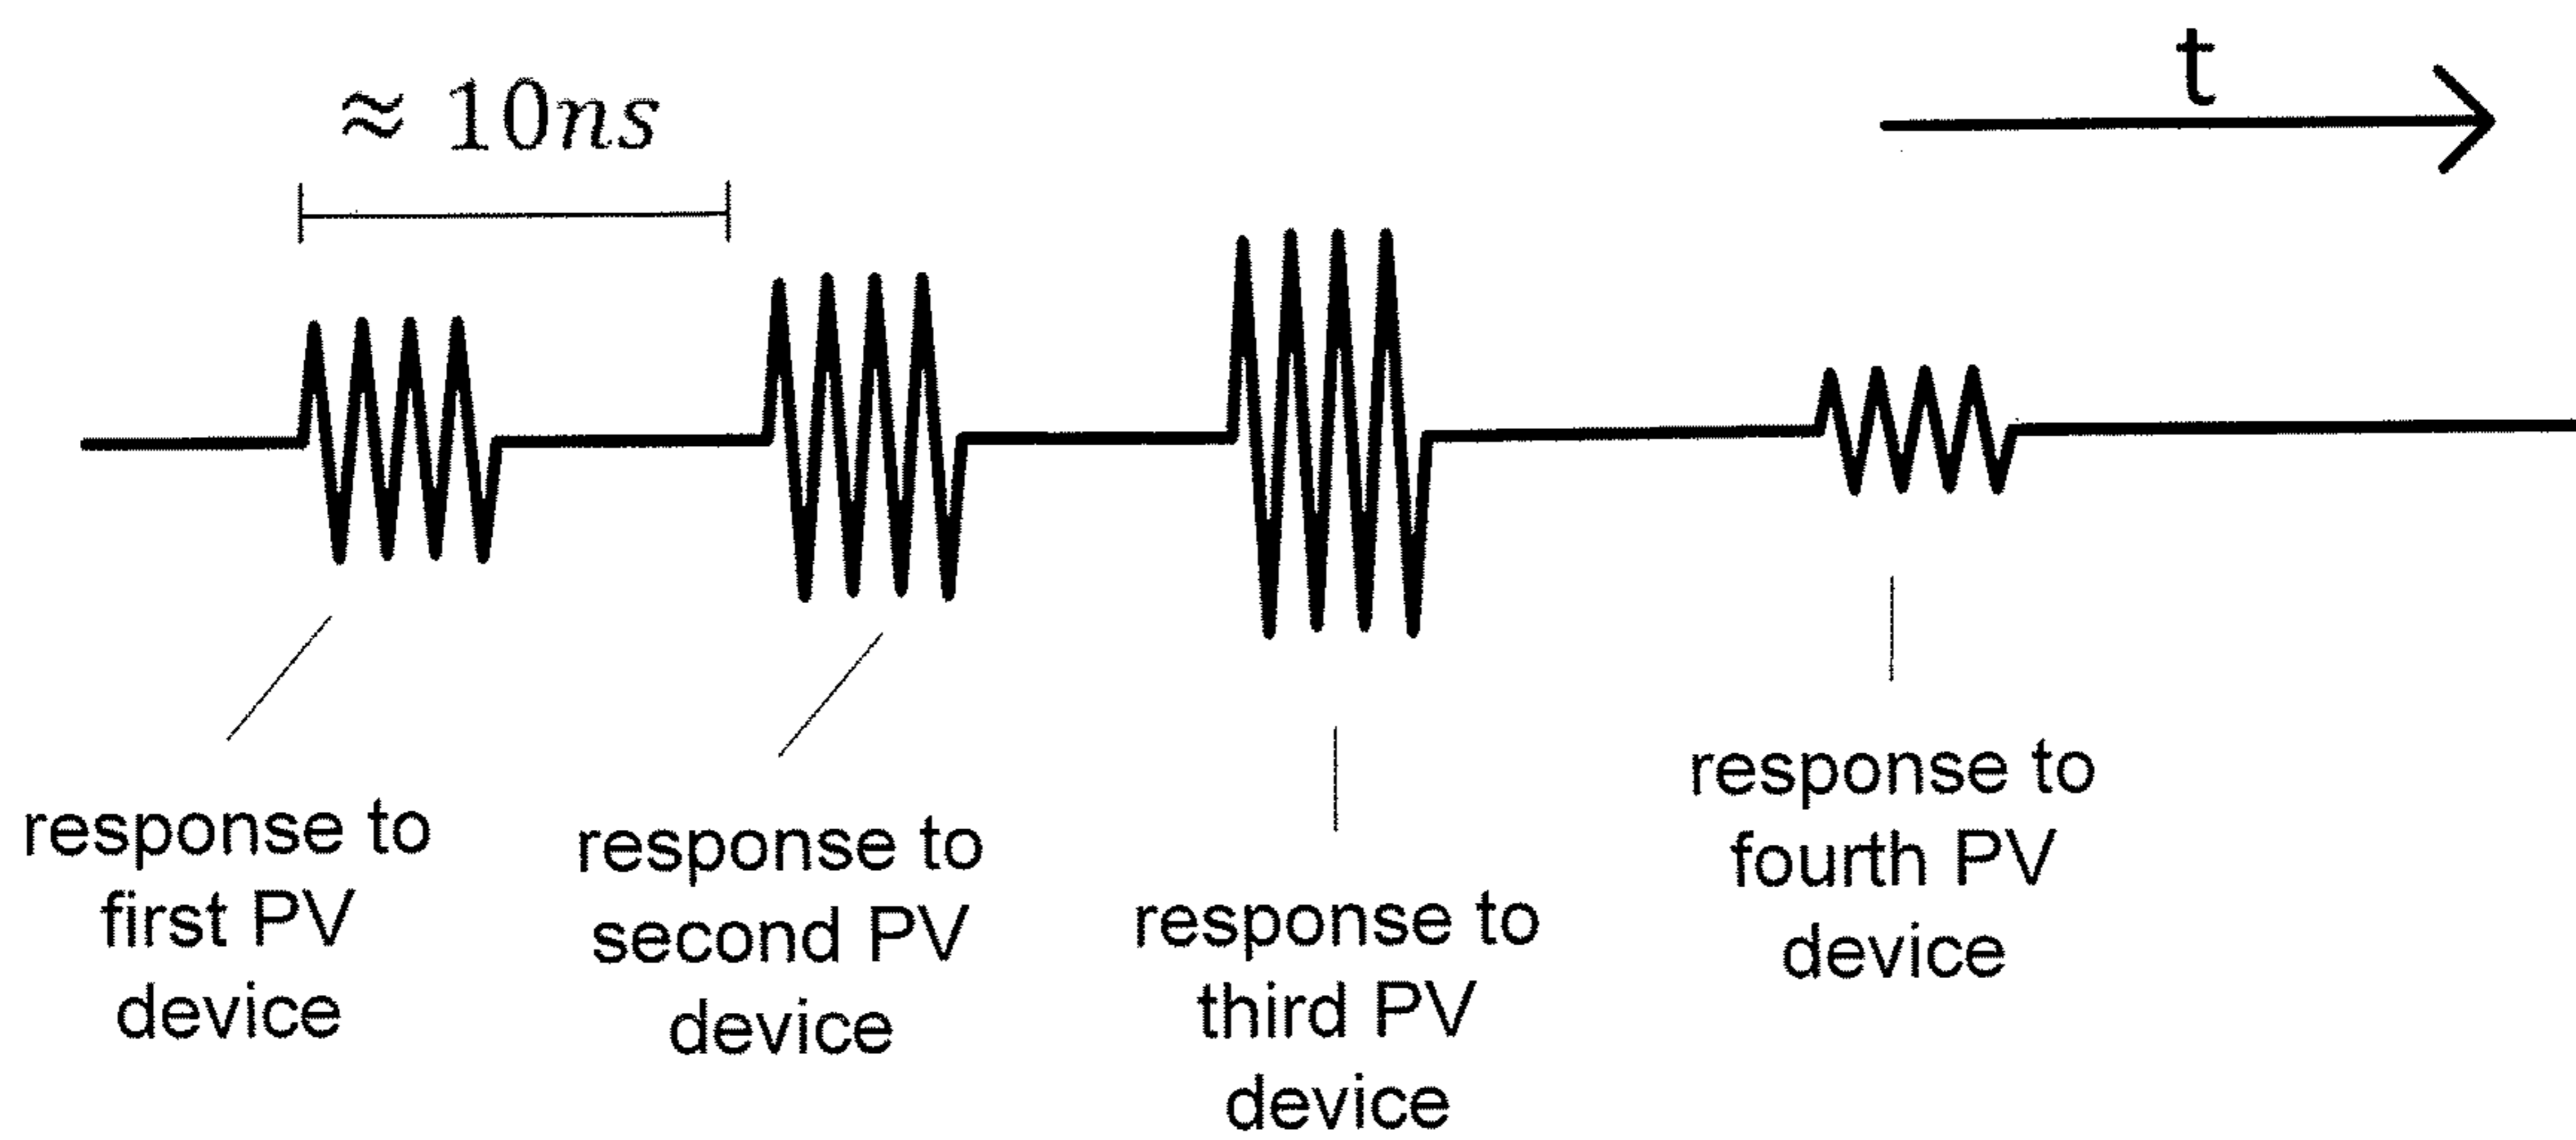 ≈ 10ns
t
response to
first PV
device
response to
second PV
device
response to
third PV
device
response to
fourth PV
device